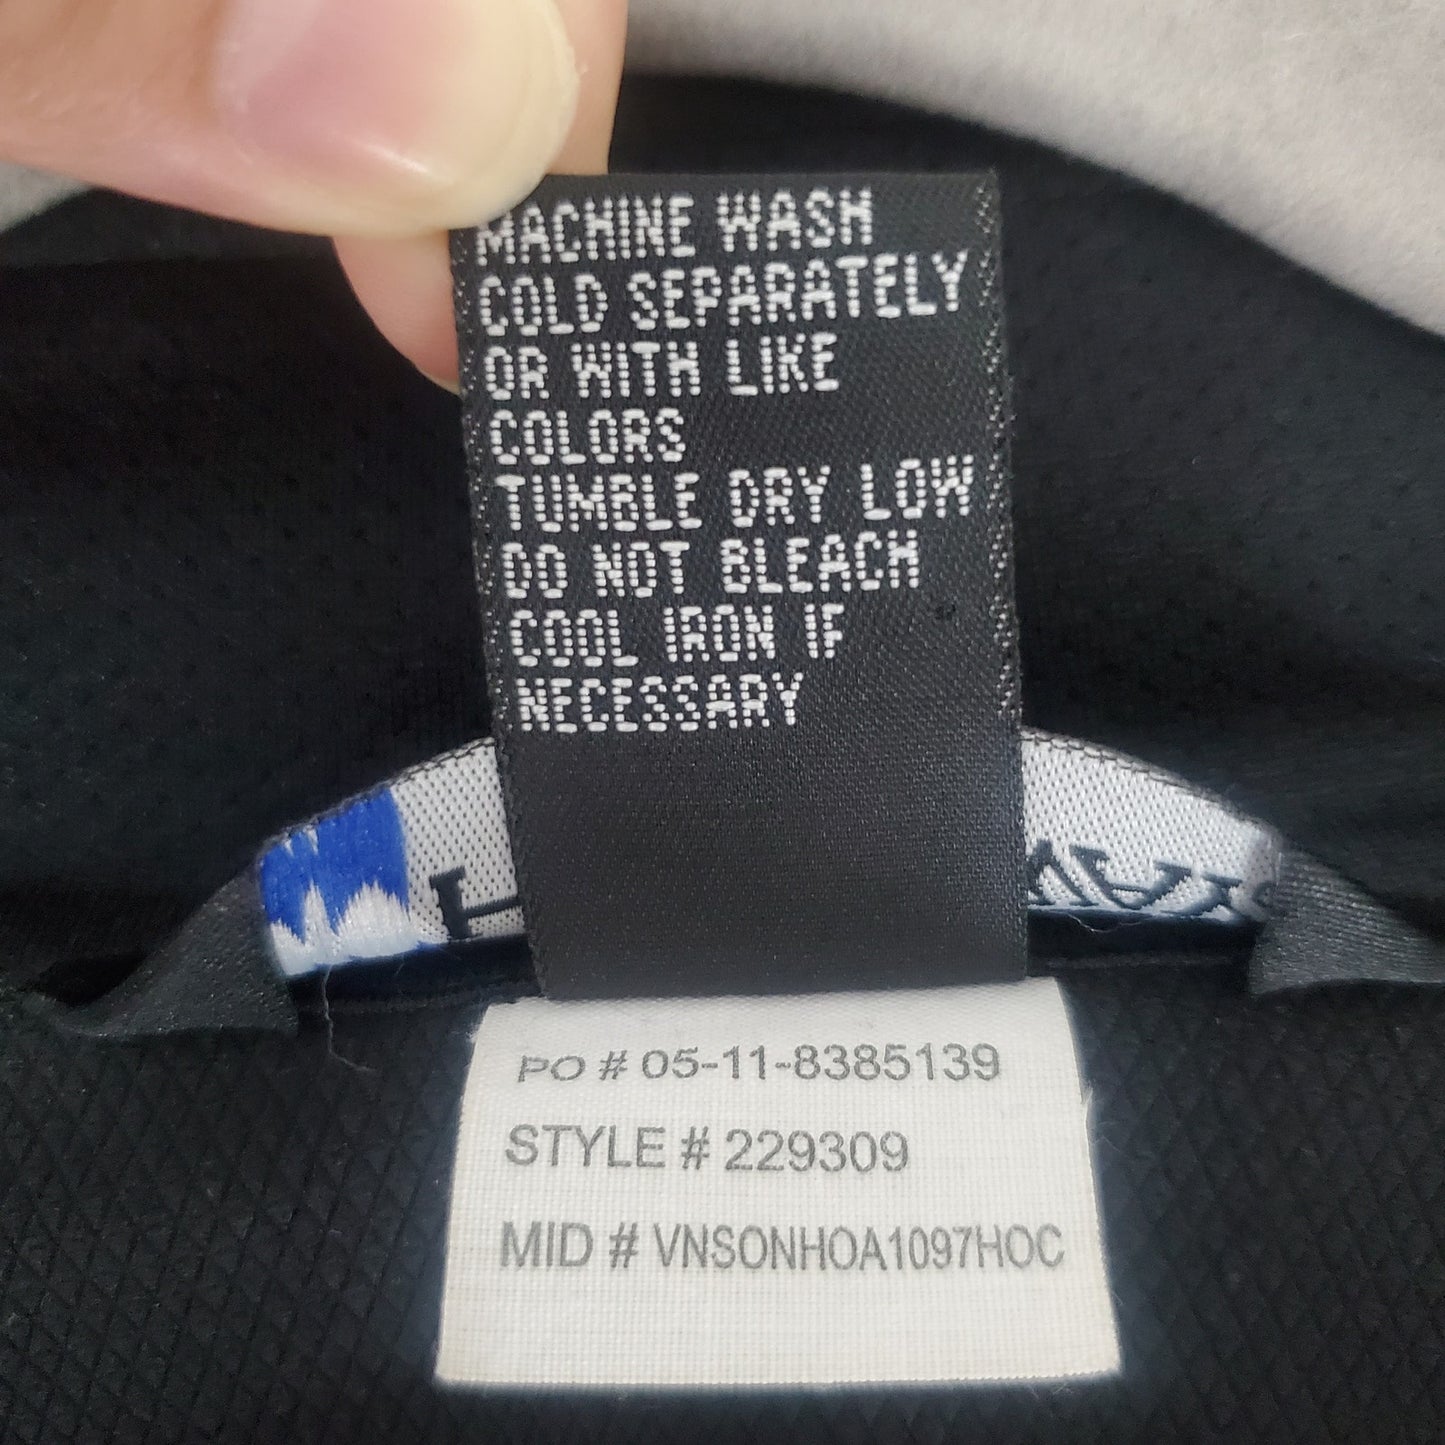 MACHINE WASH
COLD SEPARATELY
OR WITH LIKE
COLORS
TUMBLE DRY LOW
DO NOT BLEACH
COOL IRON IF
NECESSARY
PO # 05-11-8385139
STYLE # 229309
MID # VNSONHOA1097HOC